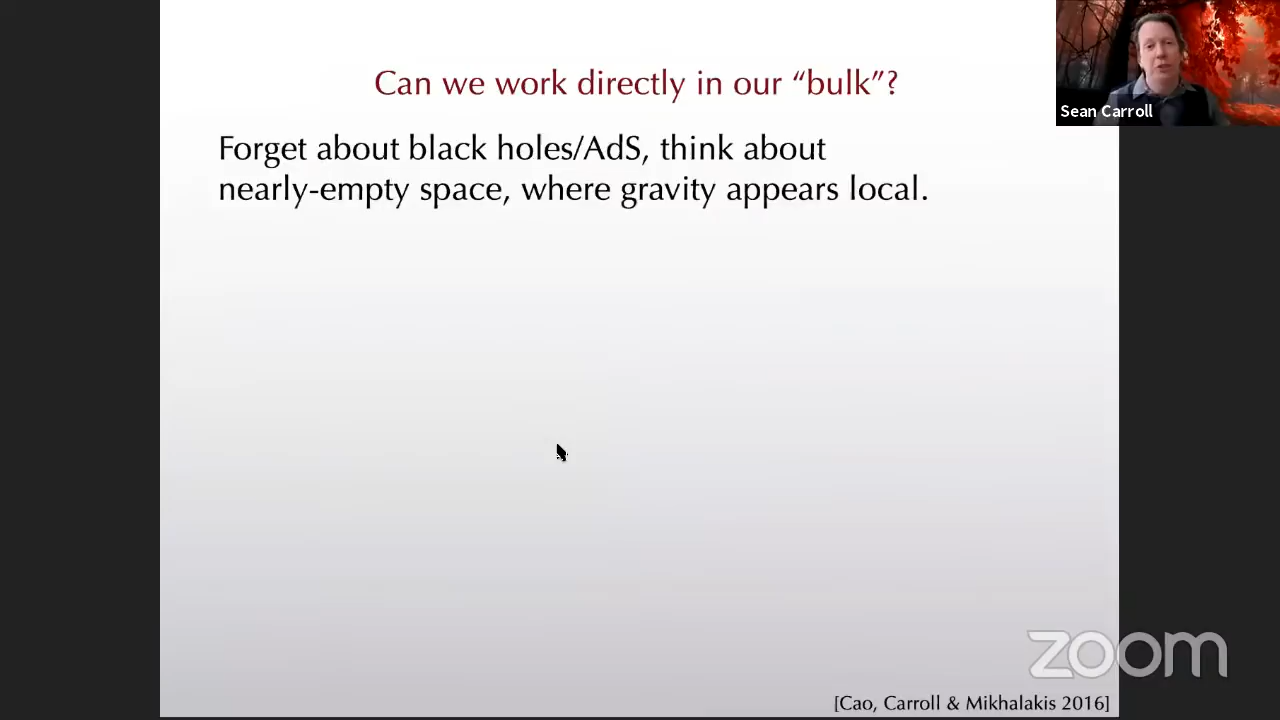 Can we work directly in our “bulk”?
Sean Carroll
Forget about black holes/AdS, think about
nearly-empty space, where gravity appears local.
zoom
[Cao, Carroll & Mikhalakis 2016]